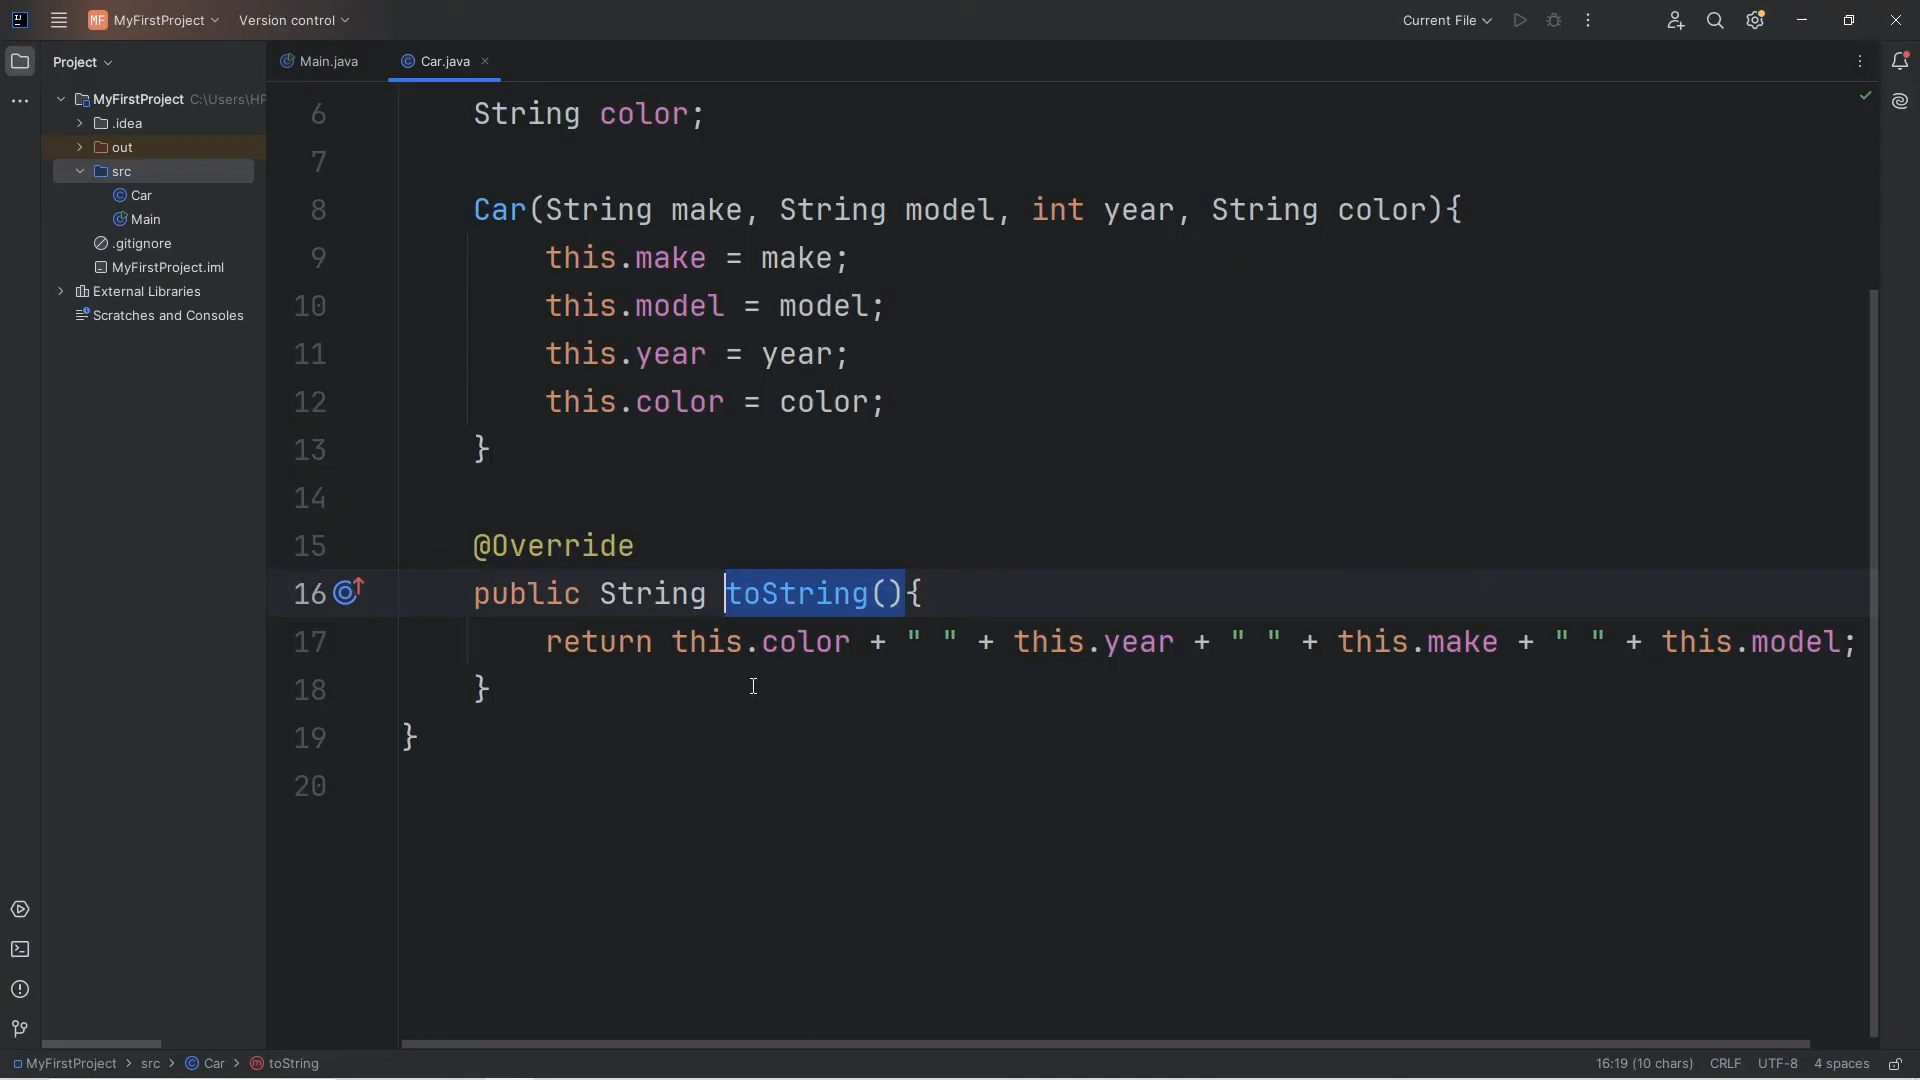 MF MyFirstProject Version control Current File
Project
Main.java Car.java
MyFirstProject C:\Users\HP
.idea
out
src
Car
Main
.gitignore
MyFirstProject.iml
External Libraries
Scratches and Consoles
6 String color;
7
8 Car(String make, String model, int year, String color){
9 this.make = make;
10 this.model = model;
11 this.year = year;
12 this.color = color;
13 }
14
15 @Override
16 public String toString(){
17 return this.color + " " + this.year + " " + this.make + " " + this.model;
18 }
19 }
20
MyFirstProject > src > Car > toString 16:19 (10 chars) CRLF UTF-8 4 spaces